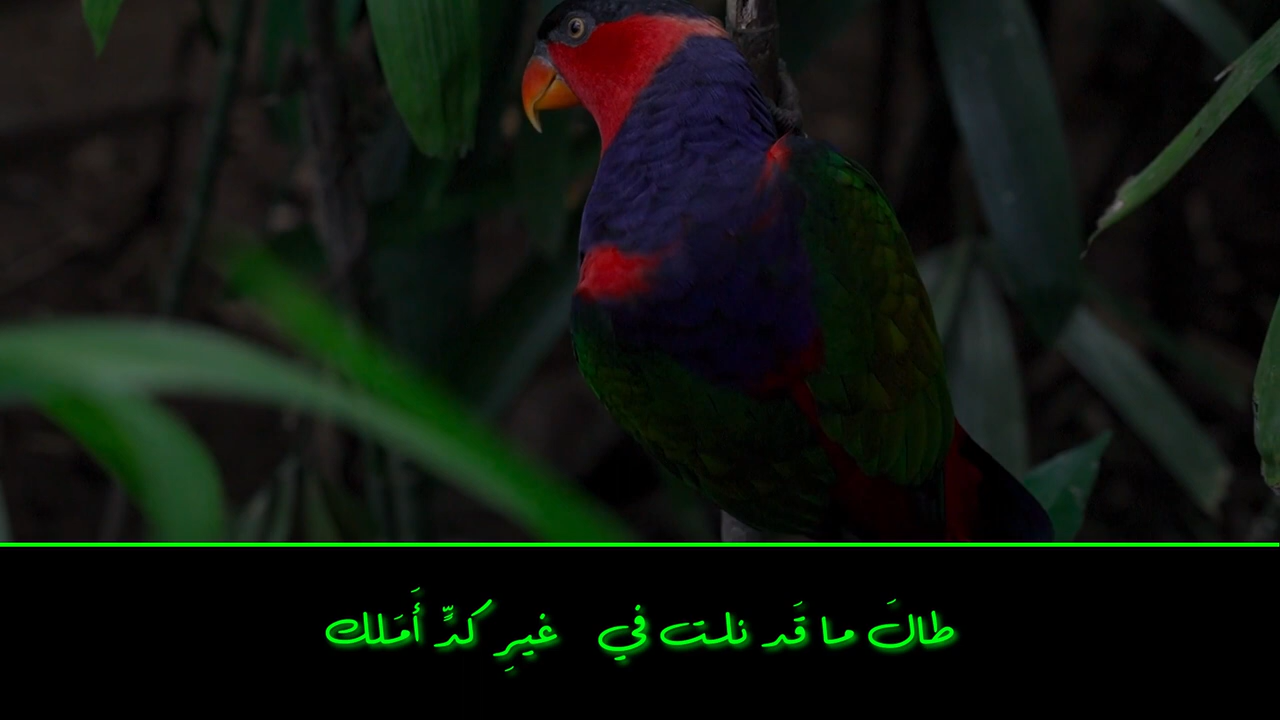 طالَ ما قَد نلت في غيرِ كدٍّ أَمَلك